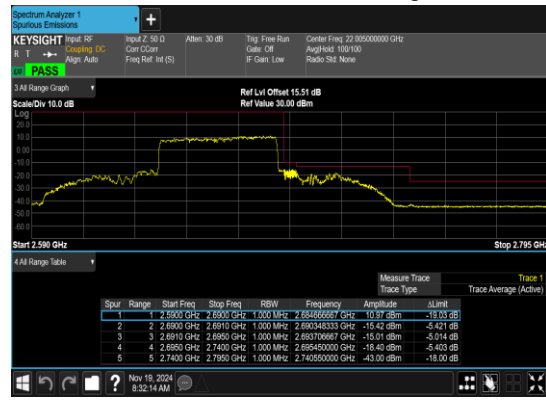 Spectrum Analyzer 1
Spurious Emissions
+
KEYSIGHT Input: RF Input Z: 50 Ω Atten: 30 dB Trig: Free Run Center Freq: 22.005000000 GHz
R T Coupling: DC Corr CCorr Gate: Off Avg|Hold: 100/100
Align: Auto Freq Ref: Int (S) IF Gain: Low Radio Std: None
PASS
3 All Range Graph
Ref Lvl Offset 15.51 dB
Scale/Div 10.0 dB Ref Value 30.00 dBm
Log
20.0
10.0
0.00
-10.0
-20.0
-30.0
-40.0
-50.0
-60.0
Start 2.590 GHz Stop 2.795 GHz
4 All Range Table
Measure Trace Trace 1
Trace Type Trace Average (Active)
Spur Range Start Freq Stop Freq RBW Frequency Amplitude ΔLimit
1 1 2.5900 GHz 2.6900 GHz 1.000 MHz 2.684666667 GHz 10.97 dBm -19.03 dB
2 2 2.6900 GHz 2.6910 GHz 1.000 MHz 2.690348333 GHz -15.42 dBm -5.421 dB
3 3 2.6910 GHz 2.6950 GHz 1.000 MHz 2.693706667 GHz -15.01 dBm -5.014 dB
4 4 2.6950 GHz 2.7400 GHz 1.000 MHz 2.695450000 GHz -18.40 dBm -5.403 dB
5 5 2.7400 GHz 2.7950 GHz 1.000 MHz 2.740550000 GHz -43.00 dBm -18.00 dB
?
Nov 19, 2024
8:32:14 AM